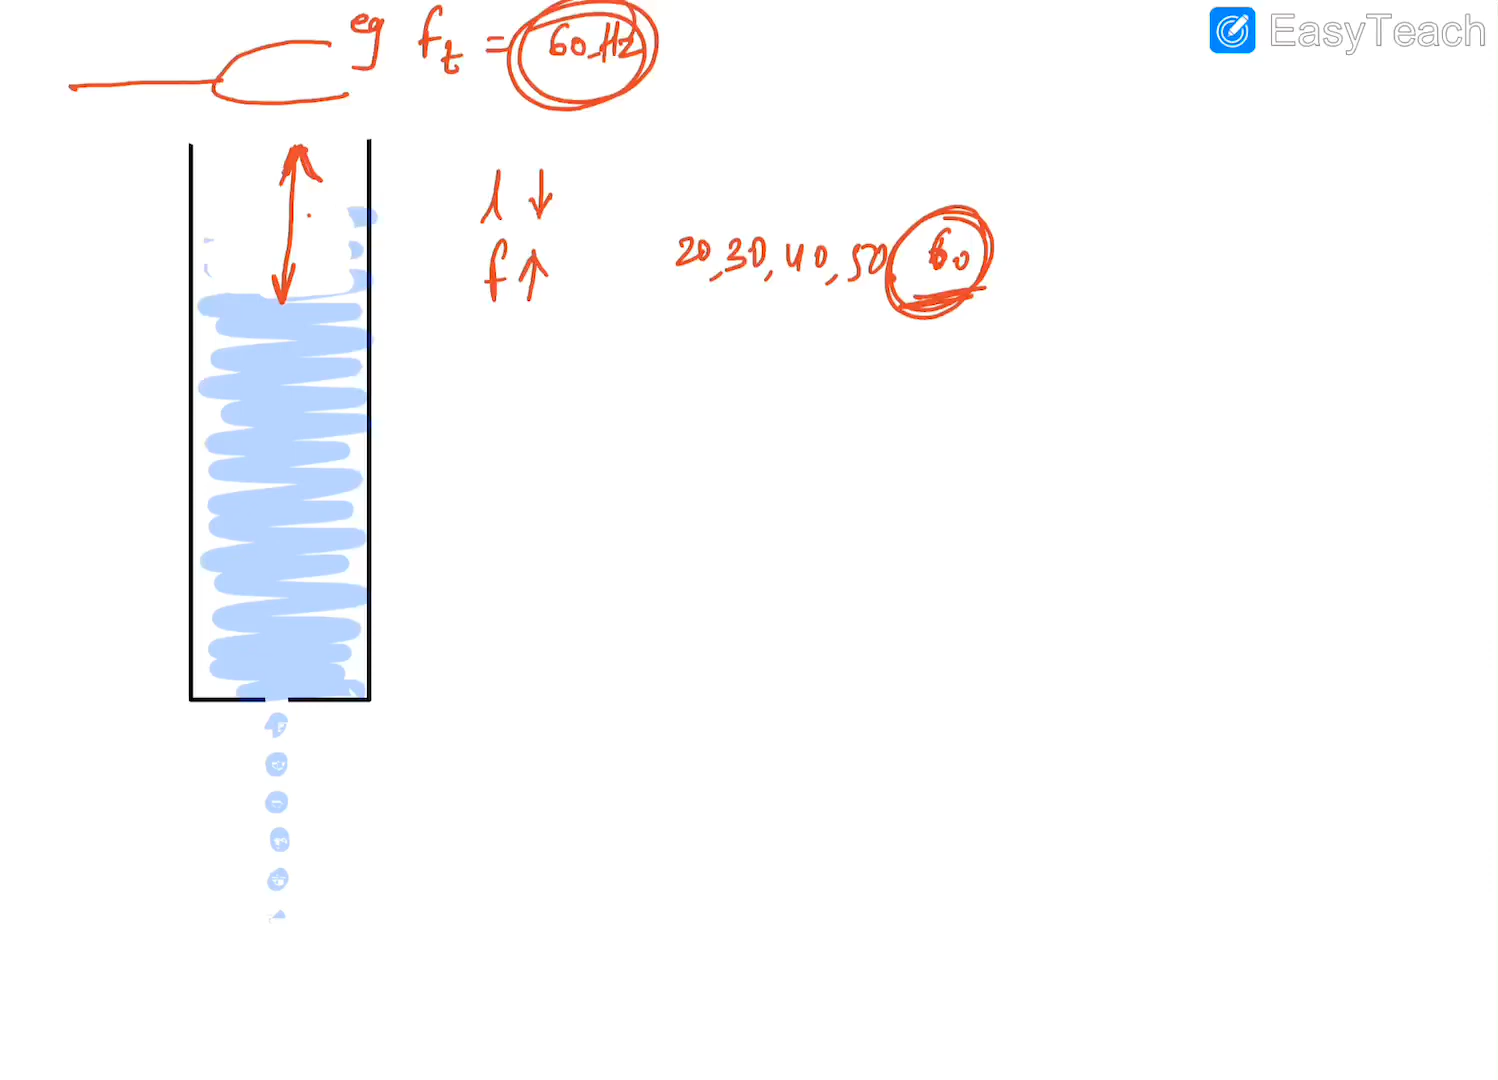 eg f_t = 60 Hz
EasyTeach
l ↓
f ↑
20, 30, 40, 50, 60